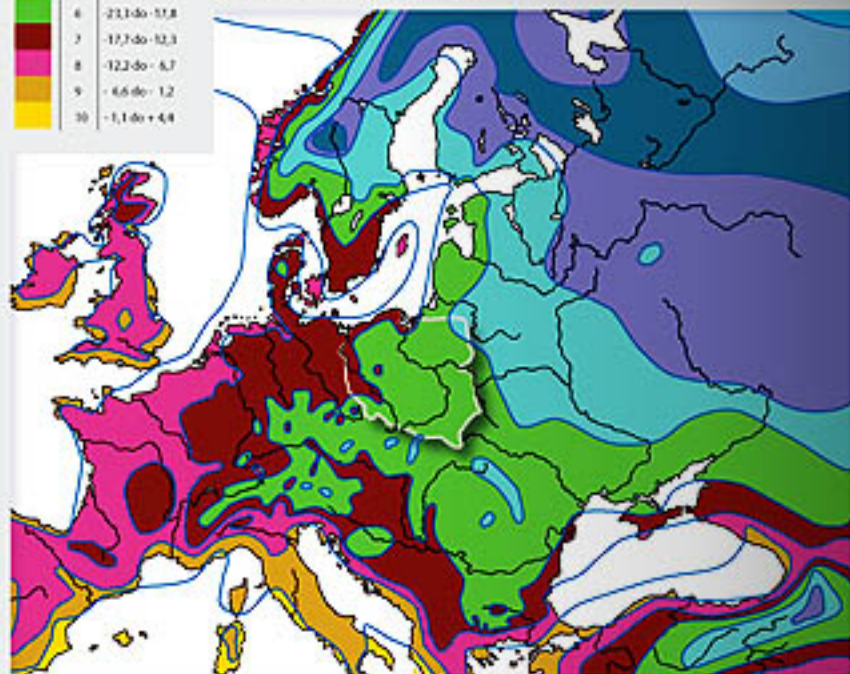 6 -23,3 do -17,8
7 -17,7 do -12,3
8 -12,2 do - 6,7
9 - 6,6 do - 1,2
10 -1,1 do + 4,4